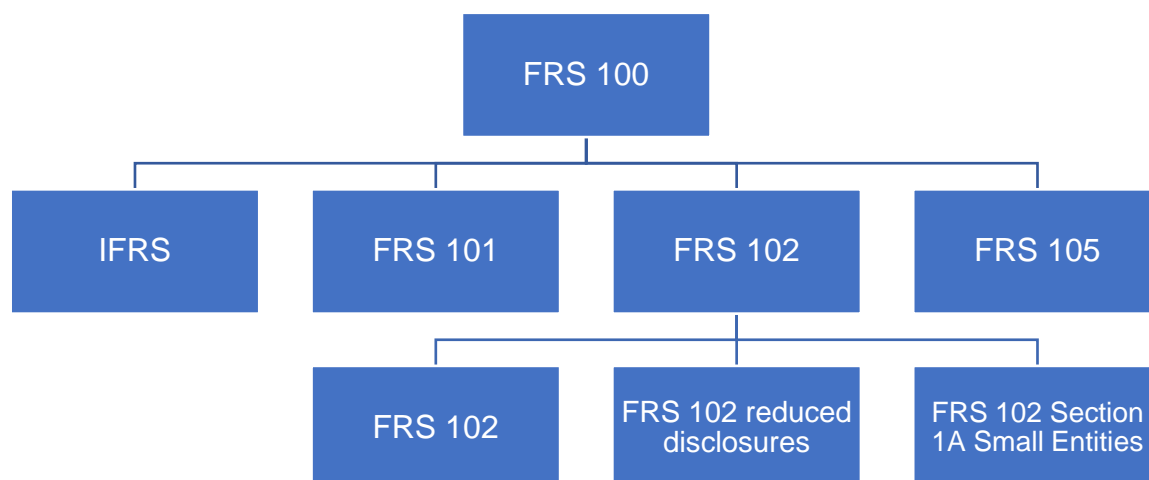 FRS 100
IFRS
FRS 101
FRS 102
FRS 105
FRS 102
FRS 102 reduced
disclosures
FRS 102 Section
1A Small Entities